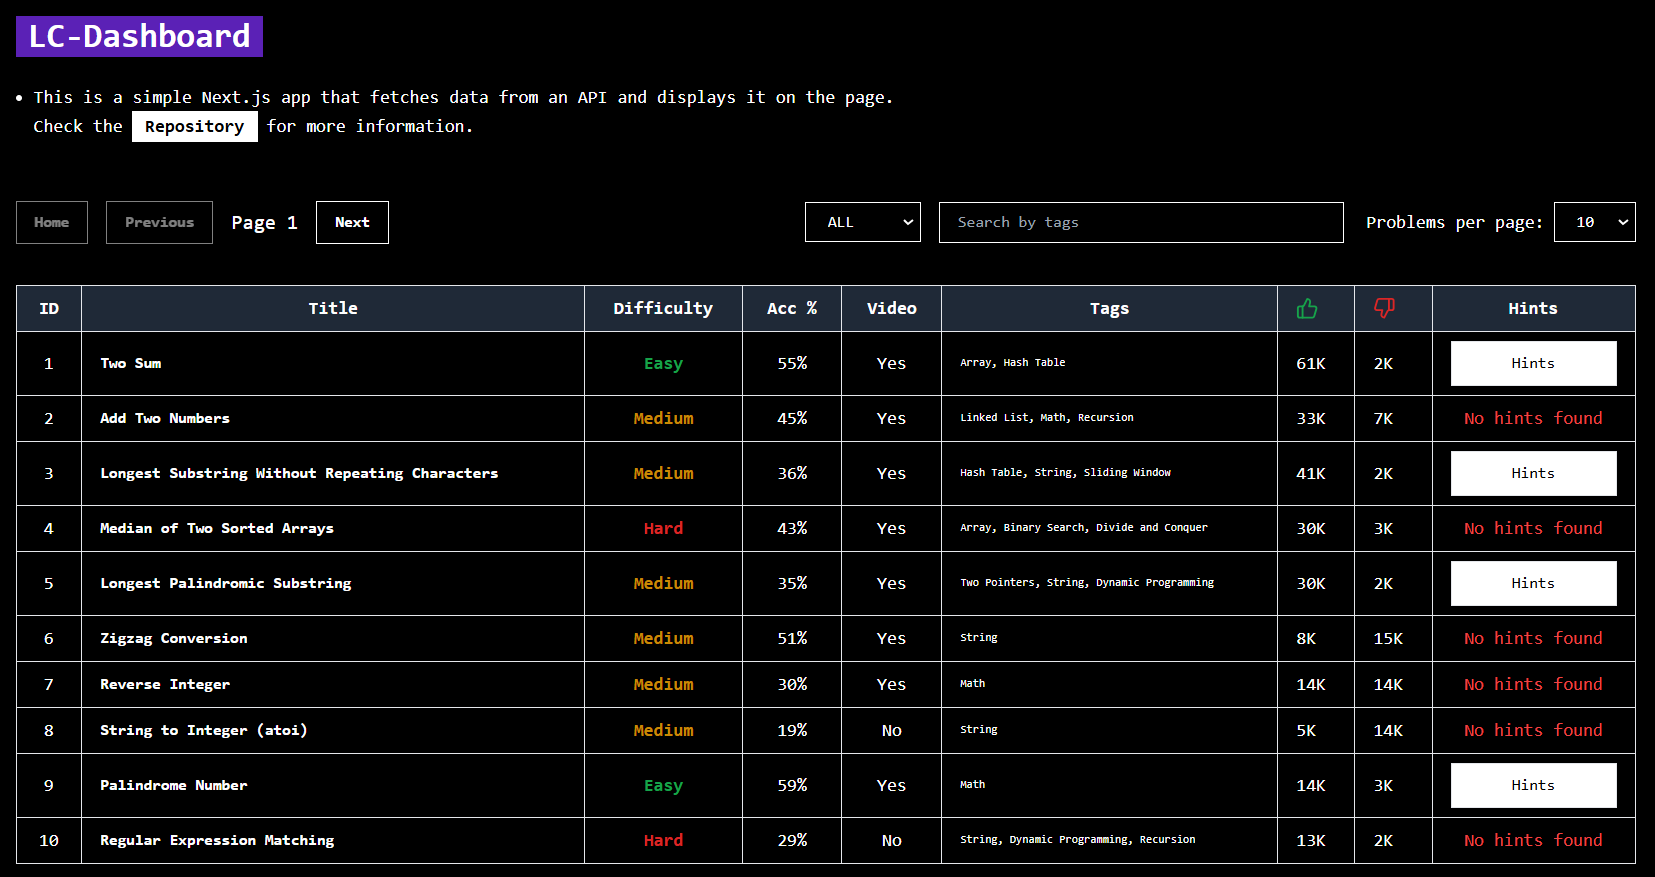 LC-Dashboard
• This is a simple Next.js app that fetches data from an API and displays it on the page.
Check the Repository for more information.
Home Previous Page 1 Next ALL Search by tags Problems per page: 10
ID Title Difficulty Acc % Video Tags Hints
1 Two Sum Easy 55% Yes Array, Hash Table 61K 2K Hints
2 Add Two Numbers Medium 45% Yes Linked List, Math, Recursion 33K 7K No hints found
3 Longest Substring Without Repeating Characters Medium 36% Yes Hash Table, String, Sliding Window 41K 2K Hints
4 Median of Two Sorted Arrays Hard 43% Yes Array, Binary Search, Divide and Conquer 30K 3K No hints found
5 Longest Palindromic Substring Medium 35% Yes Two Pointers, String, Dynamic Programming 30K 2K Hints
6 Zigzag Conversion Medium 51% Yes String 8K 15K No hints found
7 Reverse Integer Medium 30% Yes Math 14K 14K No hints found
8 String to Integer (atoi) Medium 19% No String 5K 14K No hints found
9 Palindrome Number Easy 59% Yes Math 14K 3K Hints
10 Regular Expression Matching Hard 29% No String, Dynamic Programming, Recursion 13K 2K No hints found